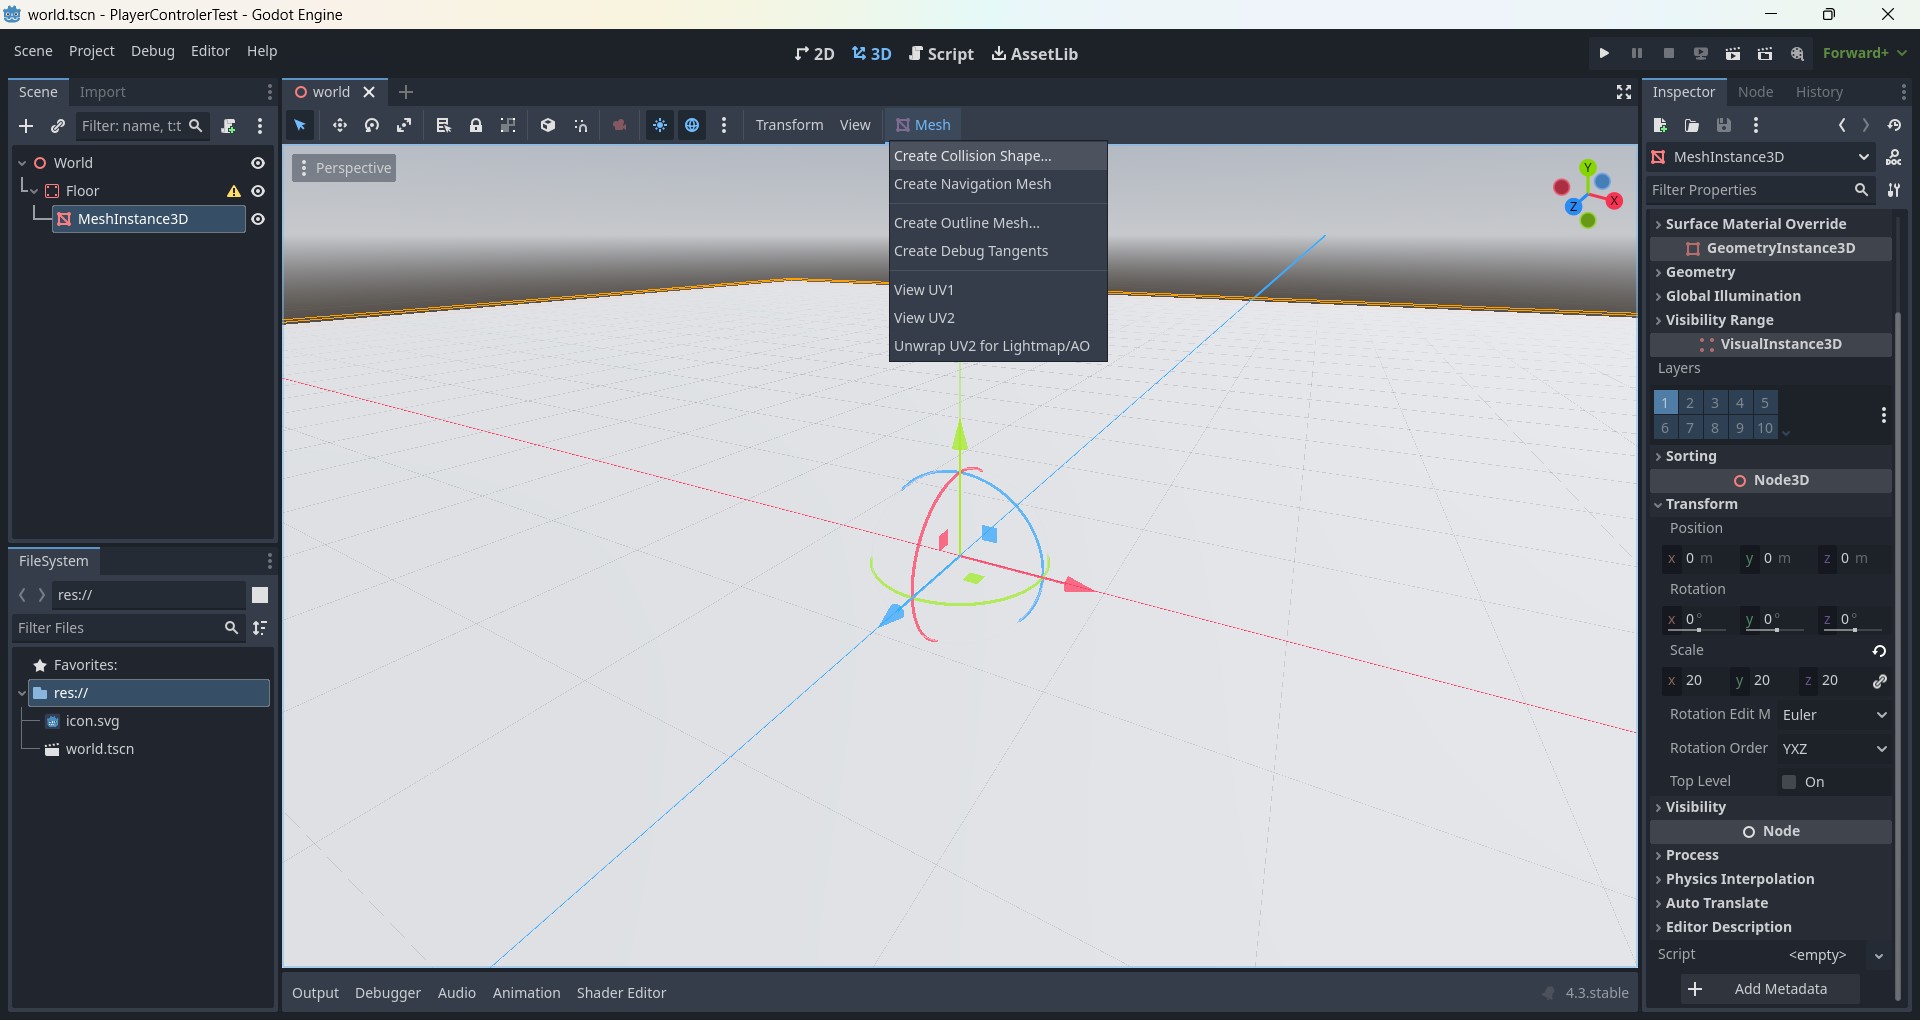 world.tscn - PlayerControlerTest - Godot Engine
Scene Project Debug Editor Help
2D 3D Script AssetLib
Forward+
Scene Import
world
Inspector Node History
Filter: name, t:t
Transform View Mesh
World
Floor
MeshInstance3D
Perspective
Create Collision Shape...
Create Navigation Mesh
Create Outline Mesh...
Create Debug Tangents
View UV1
View UV2
Unwrap UV2 for Lightmap/AO
Y
X
Z
FileSystem
res://
Filter Files
Favorites:
res://
icon.svg
world.tscn
Output Debugger Audio Animation Shader Editor
4.3.stable
MeshInstance3D
DOC
Filter Properties
Surface Material Override
GeometryInstance3D
Geometry
Global Illumination
Visibility Range
VisualInstance3D
Layers
1 2 3 4 5
6 7 8 9 10
Sorting
Node3D
Transform
Position
x 0 m y 0 m z 0 m
Rotation
x 0° y 0° z 0°
Scale
x 20 y 20 z 20
Rotation Edit M Euler
Rotation Order YXZ
Top Level On
Visibility
Node
Process
Physics Interpolation
Auto Translate
Editor Description
Script <empty>
Add Metadata